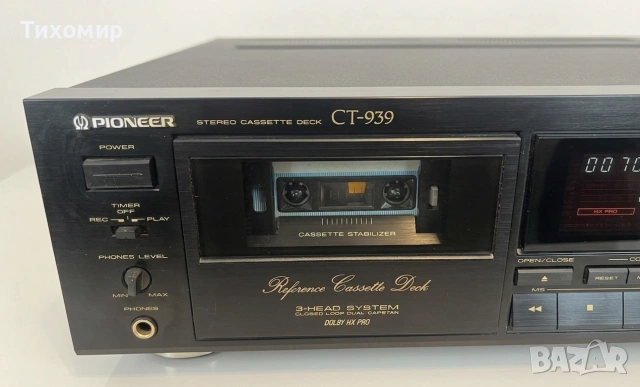 Тихомир
PIONEER
STEREO CASSETTE DECK CT-939
POWER
TIMER
OFF
REC PLAY
PHONES LEVEL
MIN MAX
PHONES
CASSETTE STABILIZER
Reference Cassette Deck
3-HEAD SYSTEM
CLOSED LOOP DUAL CAPSTAN
DOLBY HX PRO
0070
HX PRO
OPEN/CLOSE
RESET
MS
BAZAR